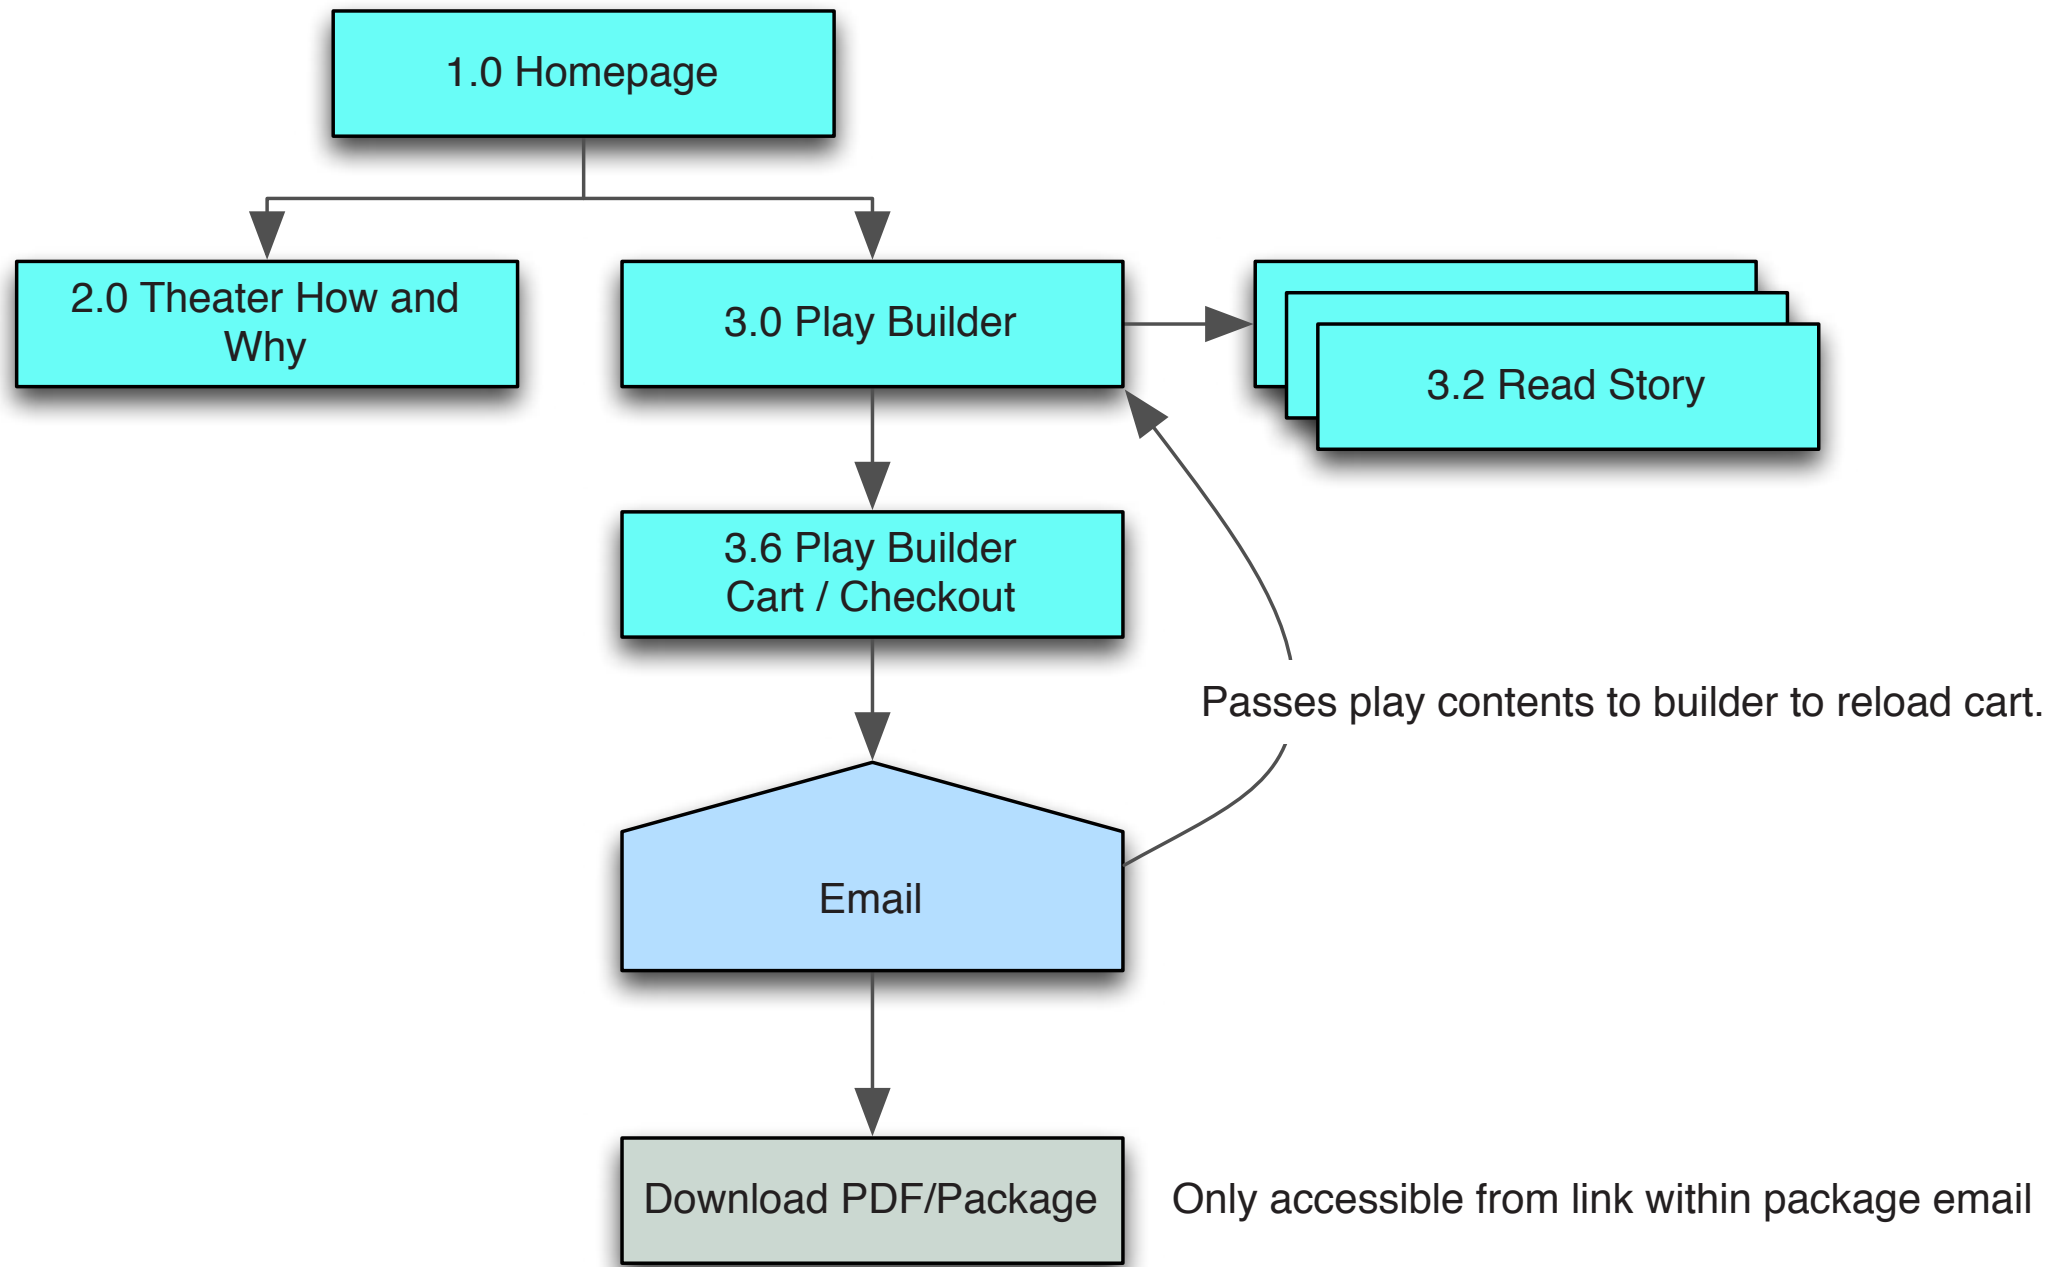 1.0 Homepage
2.0 Theater How and
Why
3.0 Play Builder
3.2 Read Story
3.6 Play Builder
Cart / Checkout
Passes play contents to builder to reload cart.
Email
Download PDF/Package
Only accessible from link within package email